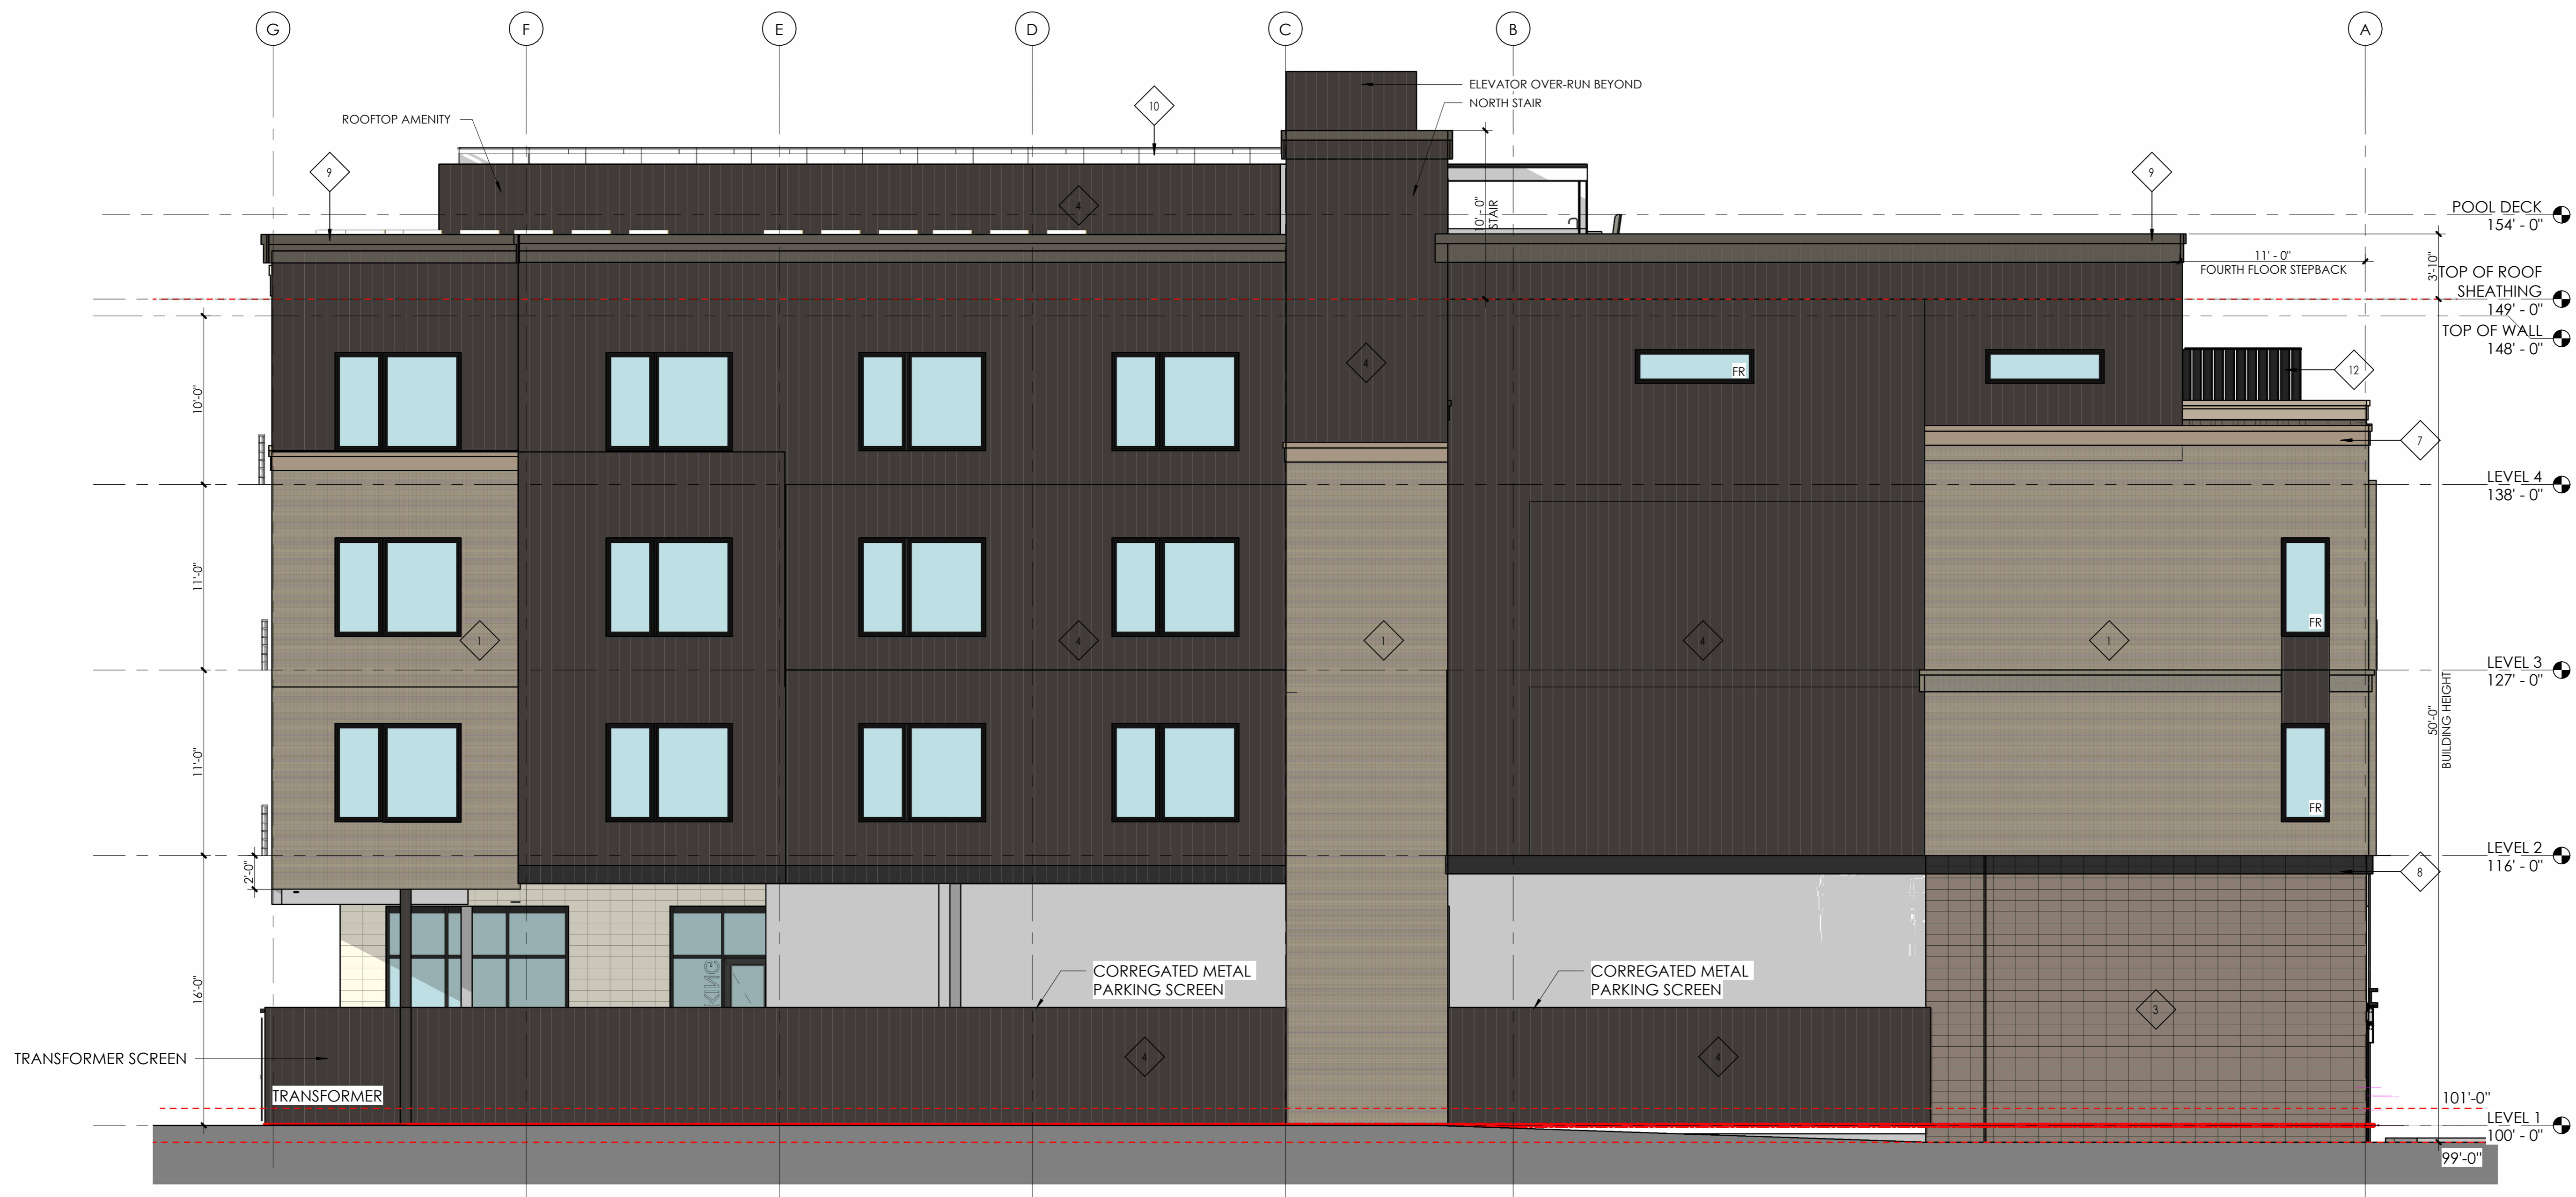 G
F
E
D
C
B
A
ELEVATOR OVER-RUN BEYOND
NORTH STAIR
10
ROOFTOP AMENITY
9
9
4
10' - 0"
STAIR
POOL DECK
154' - 0"
11' - 0"
FOURTH FLOOR STEPBACK
3'-10"
TOP OF ROOF
SHEATHING
149' - 0"
TOP OF WALL
148' - 0"
4
FR
12
10'-0"
7
LEVEL 4
138' - 0"
11'-0"
FR
1
4
1
4
1
LEVEL 3
127' - 0"
50'-0"
BUILDING HEIGHT
11'-0"
FR
LEVEL 2
116' - 0"
2'-0"
8
16'-0"
KING
CORREGATED METAL
PARKING SCREEN
CORREGATED METAL
PARKING SCREEN
3
TRANSFORMER SCREEN
4
4
TRANSFORMER
101'-0"
LEVEL 1
100' - 0"
99'-0"